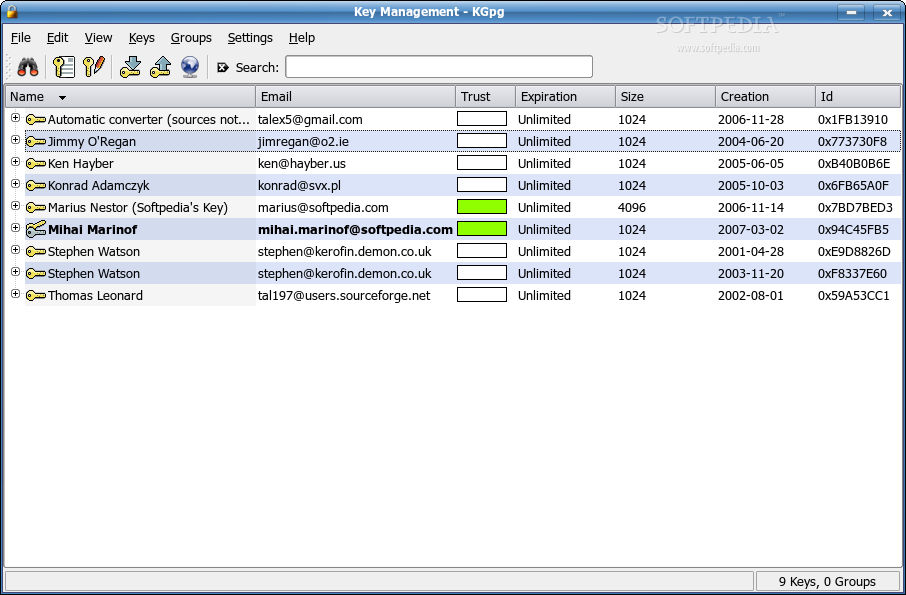 Key Management - KGpg
SOFTPEDIA
www.softpedia.com
File Edit View Keys Groups Settings Help
Search:
Name Email Trust Expiration Size Creation Id
Automatic converter (sources not... talex5@gmail.com Unlimited 1024 2006-11-28 0x1FB13910
Jimmy O'Regan jimregan@o2.ie Unlimited 1024 2004-06-20 0x773730F8
Ken Hayber ken@hayber.us Unlimited 1024 2005-06-05 0xB40B0B6E
Konrad Adamczyk konrad@svx.pl Unlimited 1024 2005-10-03 0x6FB65A0F
Marius Nestor (Softpedia's Key) marius@softpedia.com Unlimited 4096 2006-11-14 0x7BD7BED3
Mihai Marinof mihai.marinof@softpedia.com Unlimited 1024 2007-03-02 0x94C45FB5
Stephen Watson stephen@kerofin.demon.co.uk Unlimited 1024 2001-04-28 0xE9D8826D
Stephen Watson stephen@kerofin.demon.co.uk Unlimited 1024 2003-11-20 0xF8337E60
Thomas Leonard tal197@users.sourceforge.net Unlimited 1024 2002-08-01 0x59A53CC1
9 Keys, 0 Groups